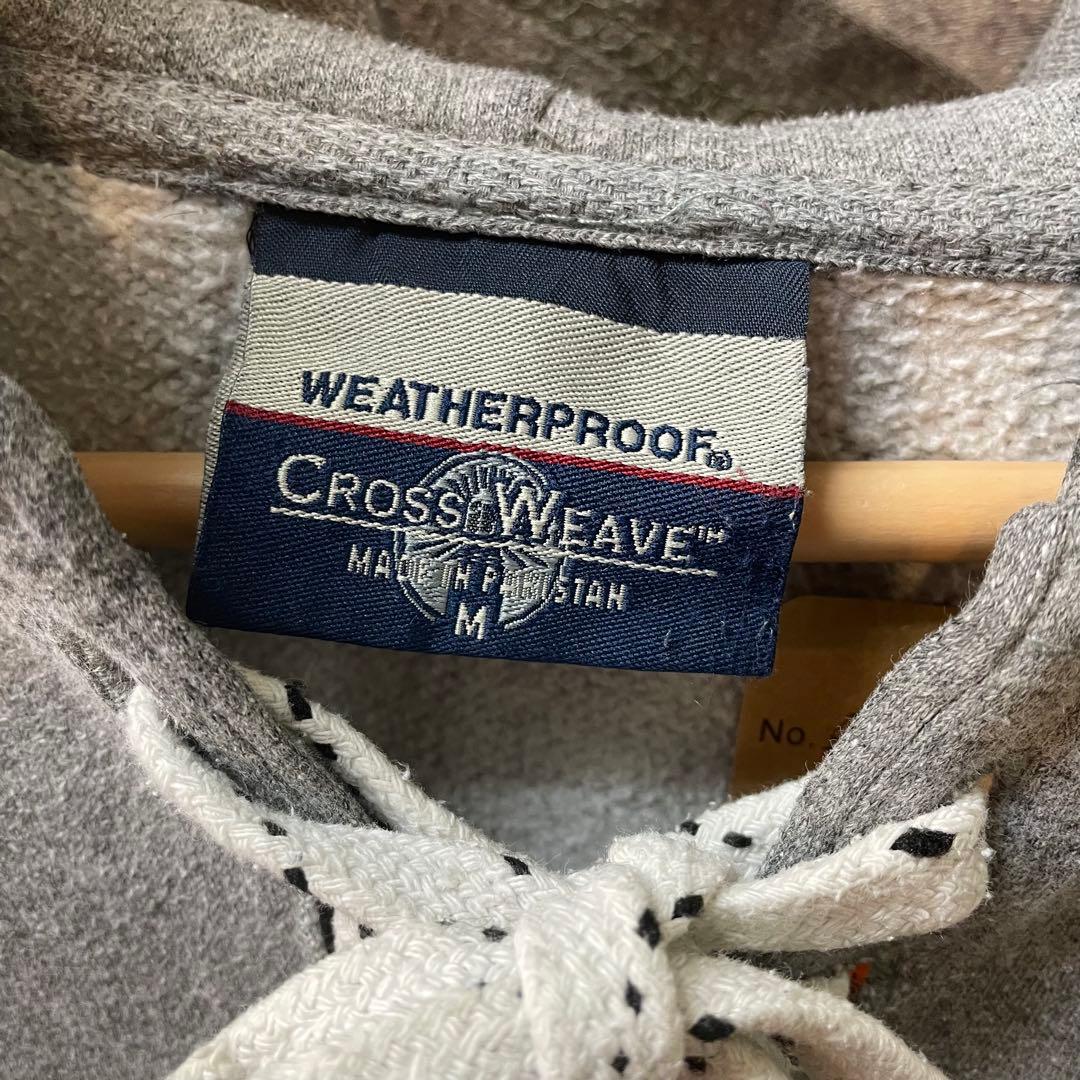 WEATHERPROOF®
CROSS WEAVE™
MADE IN PAKISTAN
M
No.